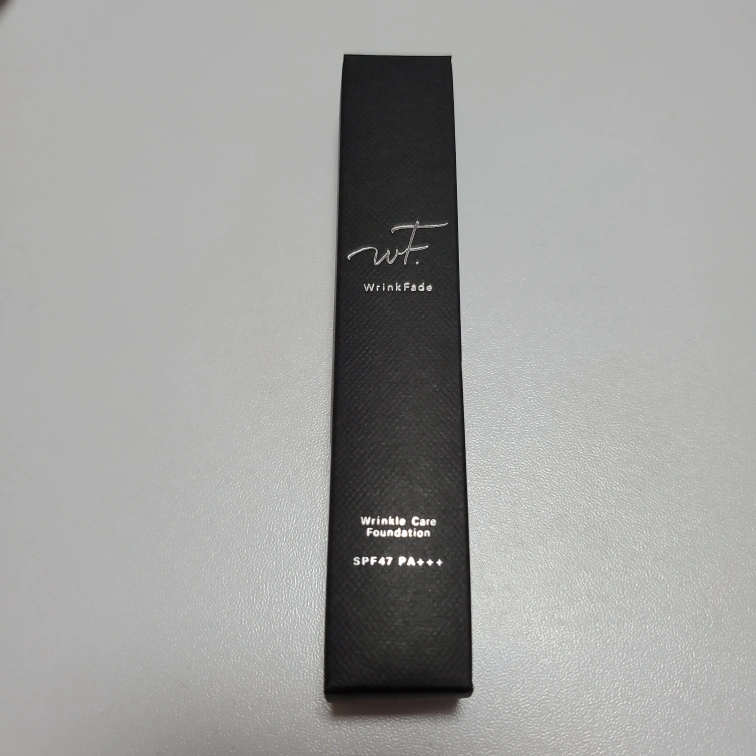 wF.
WrinkFade
Wrinkle Care
Foundation
SPF47 PA+++